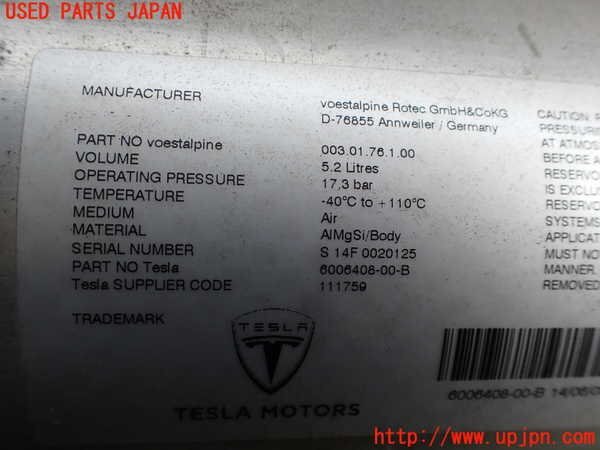 USED PARTS JAPAN
MANUFACTURER voestalpine Rotec GmbH&CoKG
D-76855 Annweiler / Germany
PART NO voestalpine 003.01.76.1.00
VOLUME 5.2 Litres
OPERATING PRESSURE 17,3 bar
TEMPERATURE -40°C to +110°C
MEDIUM Air
MATERIAL AlMgSi/Body
SERIAL NUMBER S 14F 0020125
PART NO Tesla 6006408-00-B
Tesla SUPPLIER CODE 111759
TRADEMARK
TESLA
TESLA MOTORS
CAUTION:
PRESSURI
AT ATMOS
BEFORE A
RESERVO
IS EXCLU
RESERVO
SYSTEMS
APPLICAT
MUST NO
MANNER.
REMOVED
6006408-00-B 14/06/0
http://www.upjpn.com/